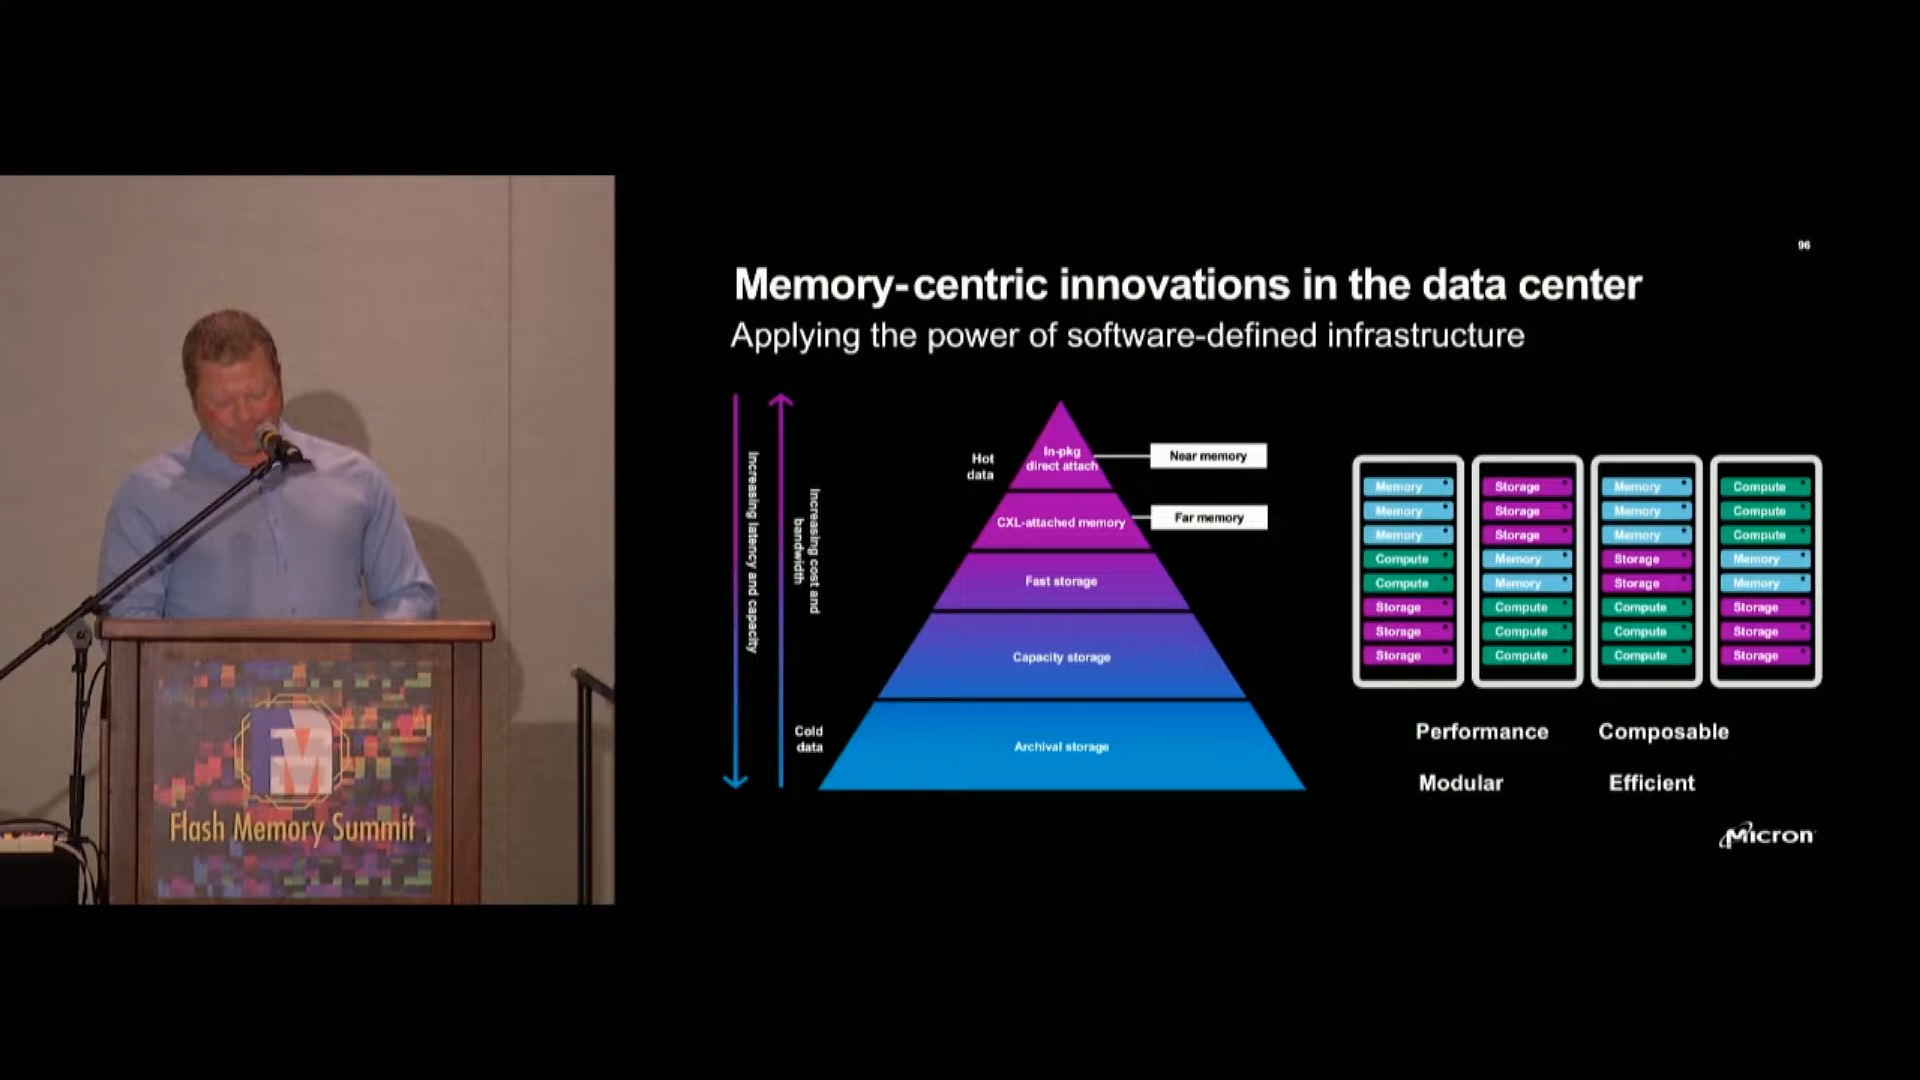 96
Memory-centric innovations in the data center
Applying the power of software-defined infrastructure
Increasing latency and capacity
Increasing cost and
bandwidth
Hot
data
Cold
data
In-pkg
direct attach
Near memory
CXL-attached memory
Far memory
Fast storage
Capacity storage
Archival storage
Memory
Memory
Memory
Compute
Compute
Storage
Storage
Storage
Storage
Storage
Storage
Memory
Memory
Compute
Compute
Compute
Memory
Memory
Memory
Storage
Storage
Compute
Compute
Compute
Compute
Compute
Compute
Memory
Memory
Storage
Storage
Storage
Performance
Composable
Modular
Efficient
Micron
FM
Flash Memory Summit